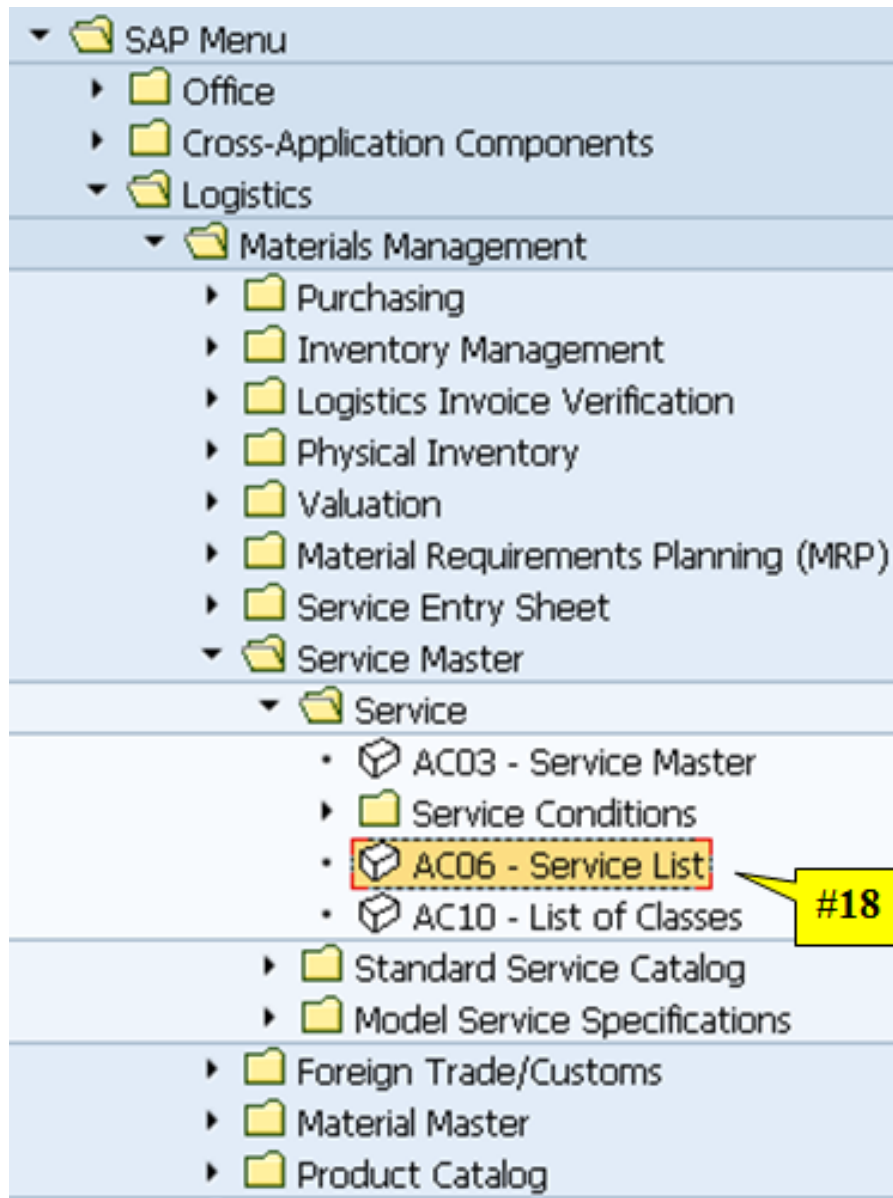 SAP Menu
Office
Cross-Application Components
Logistics
Materials Management
Purchasing
Inventory Management
Logistics Invoice Verification
Physical Inventory
Valuation
Material Requirements Planning (MRP)
Service Entry Sheet
Service Master
Service
AC03 - Service Master
Service Conditions
AC06 - Service List
#18
AC10 - List of Classes
Standard Service Catalog
Model Service Specifications
Foreign Trade/Customs
Material Master
Product Catalog